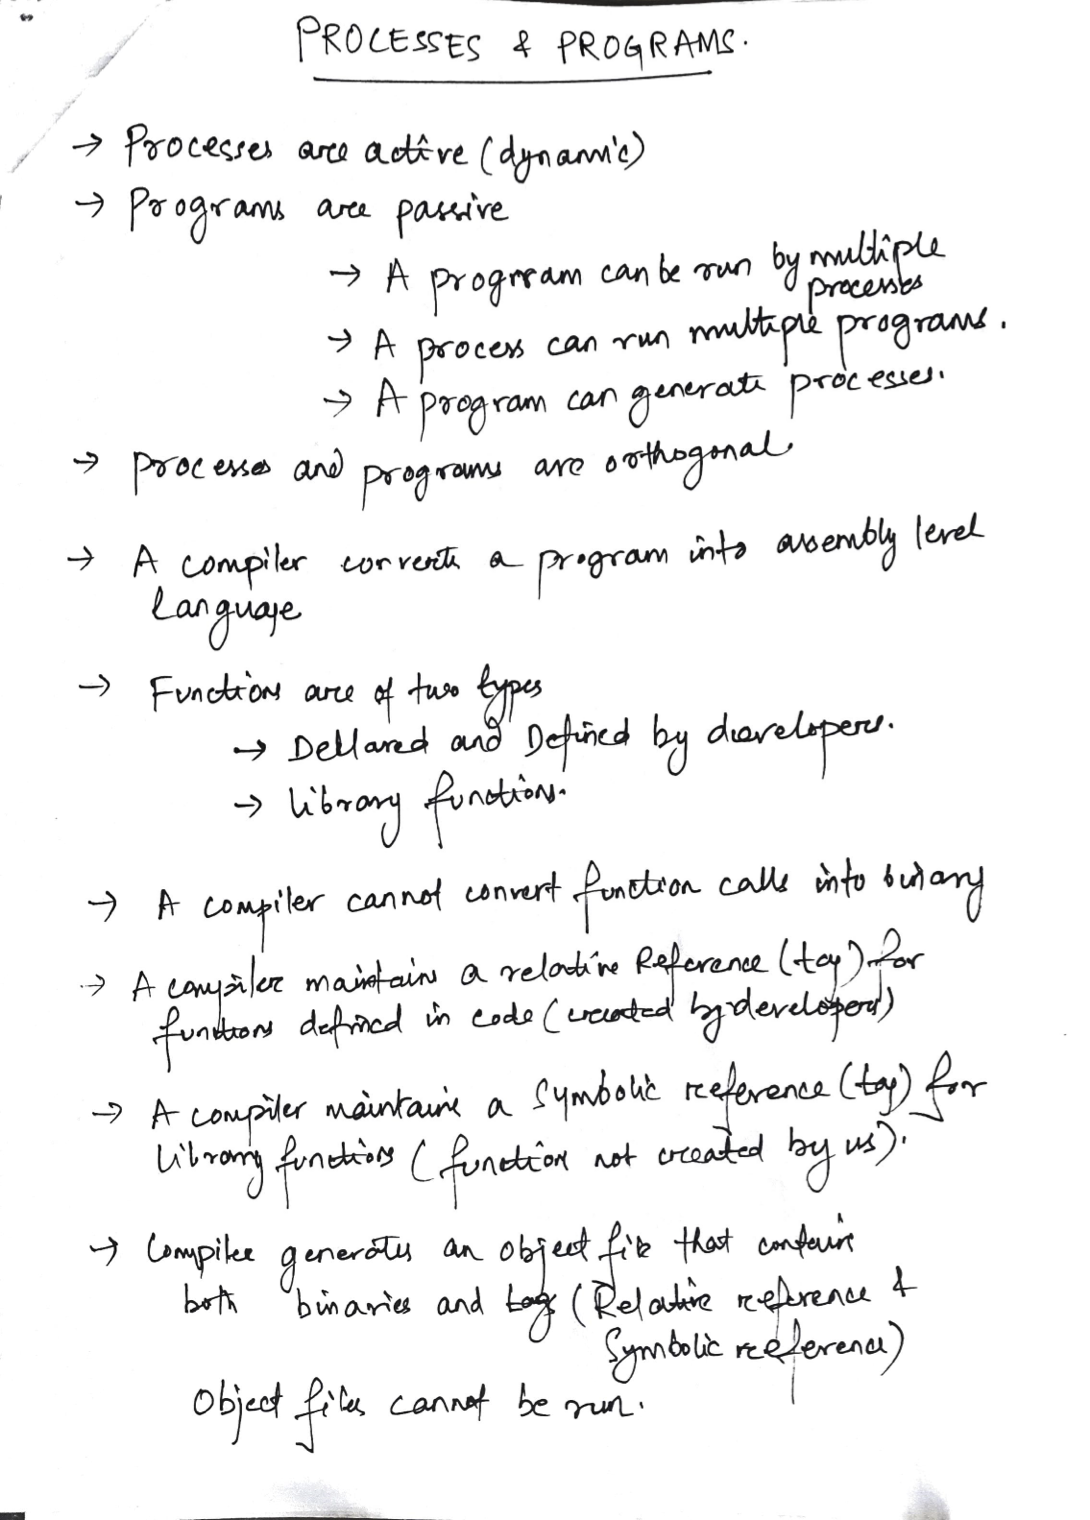 PROCESSES & PROGRAMS.
→ Processes are active (dynamic)
→ Programs are passive
→ A program can be run by multiple
processes
→ A process can run multiple programs.
→ A program can generate processes.
→ processes and programs are orthogonal
→ A compiler converts a program into assembly level
language
→ Functions are of two types
→ Declared and Defined by developers.
→ library functions.
→ A compiler cannot convert function calls into binary
→ A compiler maintains a relative Reference (tag) for
functions defined in code (created by developers)
→ A compiler maintains a Symbolic reference (tag) for
library functions (function not created by us).
→ Compiler generates an object file that contains
both binaries and tags (Relative reference &
Symbolic reference)
Object files cannot be run.